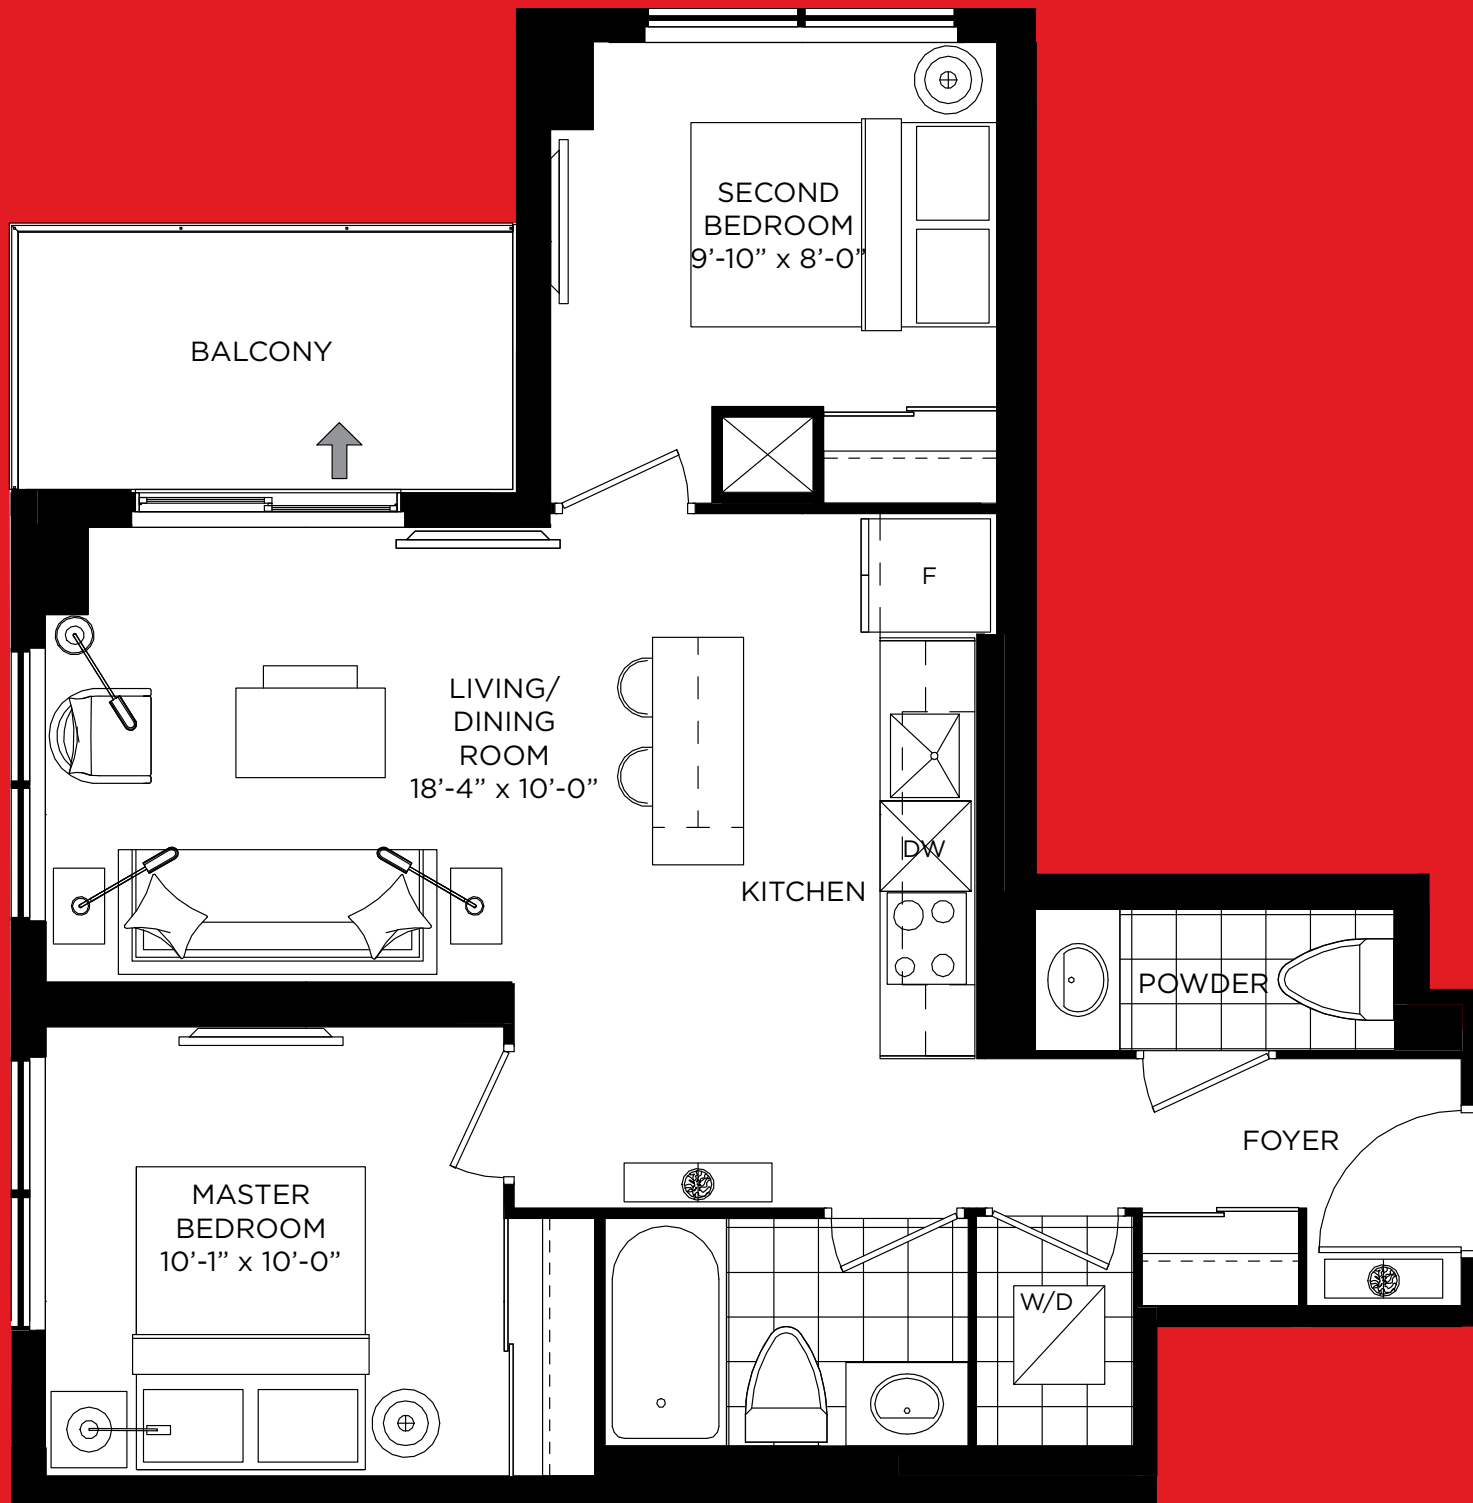 SECOND
BEDROOM
9’-10” x 8’-0”
BALCONY
F
LIVING/
DINING
ROOM
18’-4” x 10’-0”
DW
KITCHEN
POWDER
FOYER
MASTER
BEDROOM
10’-1” x 10’-0”
W/D